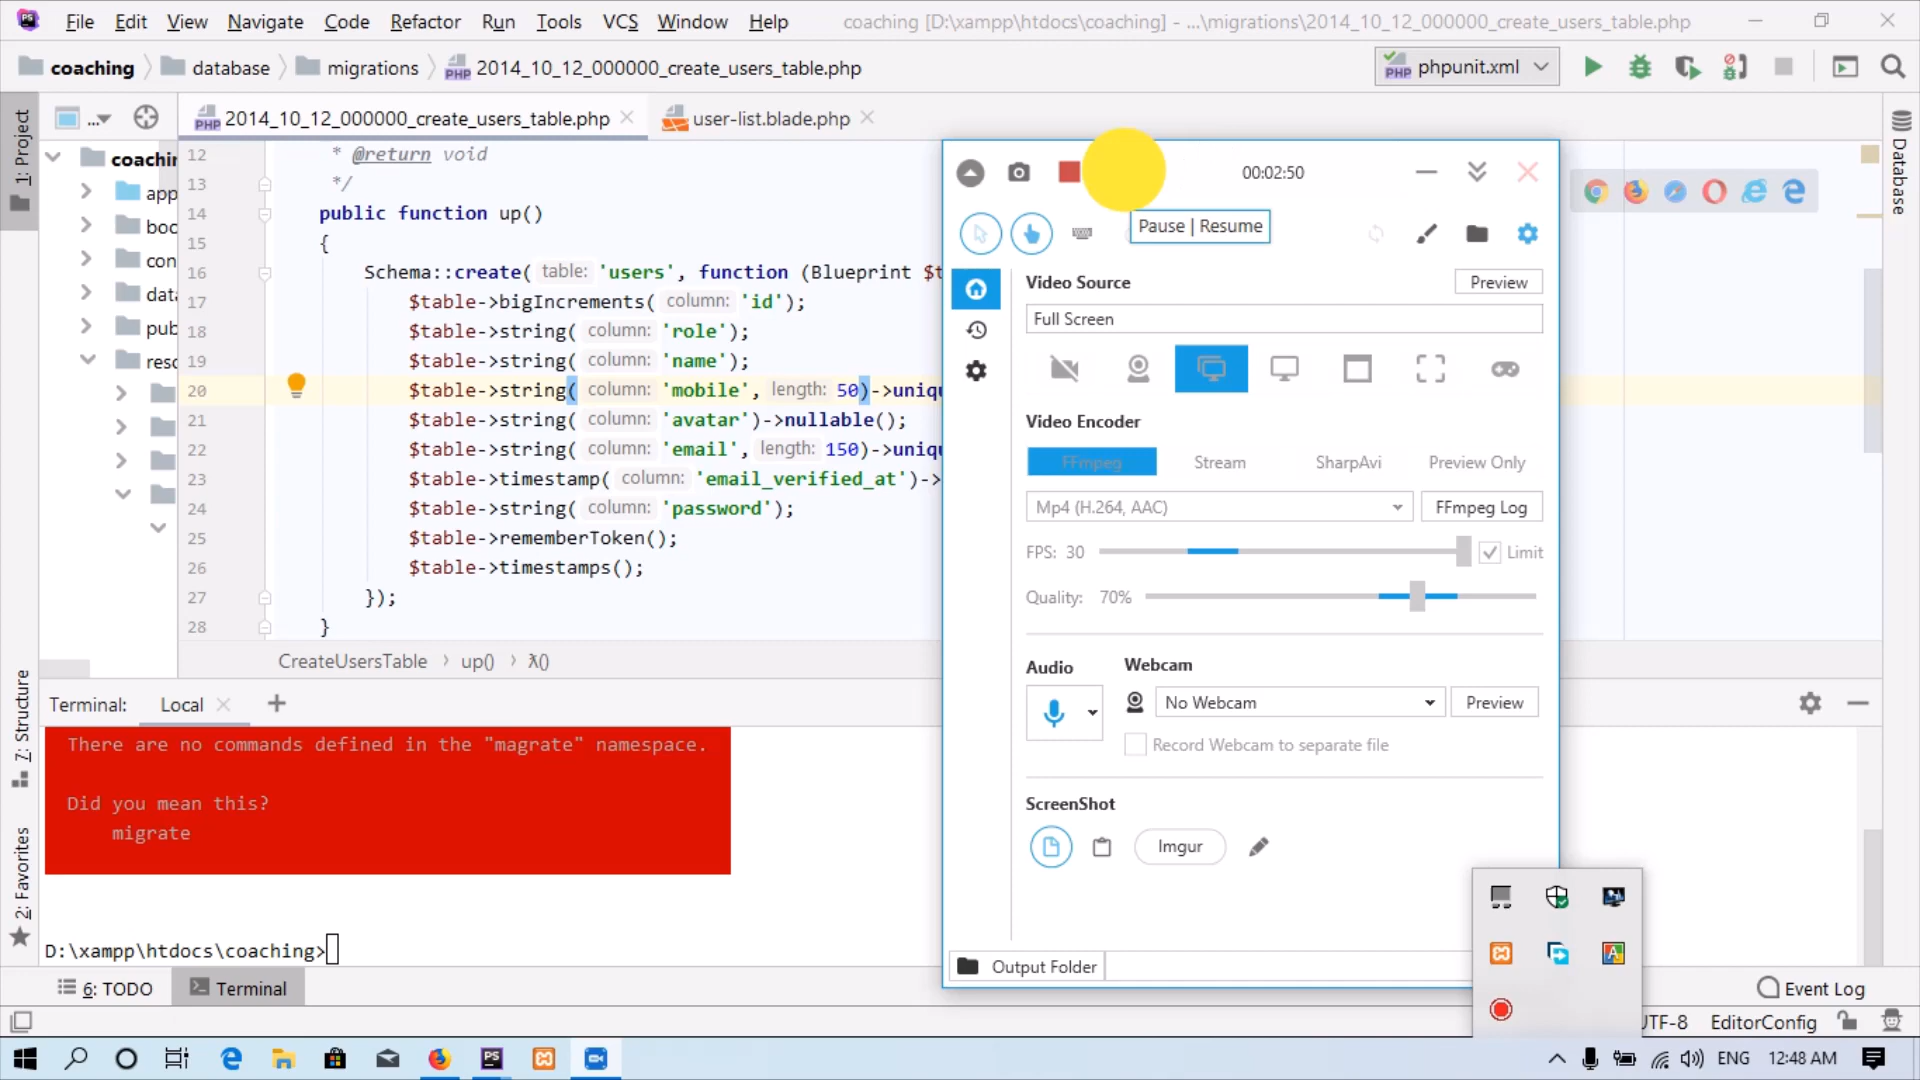 File Edit View Navigate Code Refactor Run Tools VCS Window Help coaching [D:\xampp\htdocs\coaching] - ...\migrations\2014_10_12_000000_create_users_table.php
coaching database migrations 2014_10_12_000000_create_users_table.php phpunit.xml
2014_10_12_000000_create_users_table.php user-list.blade.php
1: Project
coachin
app
boo
con
data
pub
reso
12 * @return void
13 */
14 public function up()
15 {
16 Schema::create( table: 'users', function (Blueprint $t
17 $table->bigIncrements( column: 'id');
18 $table->string( column: 'role');
19 $table->string( column: 'name');
20 $table->string( column: 'mobile', length: 50)->uniqu
21 $table->string( column: 'avatar')->nullable();
22 $table->string( column: 'email', length: 150)->uniqu
23 $table->timestamp( column: 'email_verified_at')->
24 $table->string( column: 'password');
25 $table->rememberToken();
26 $table->timestamps();
27 });
28 }
CreateUsersTable up() λ()
Database
00:02:50
Pause | Resume
Video Source Preview
Full Screen
Video Encoder
FFmpeg Stream SharpAvi Preview Only
Mp4 (H.264, AAC) FFmpeg Log
FPS: 30 Limit
Quality: 70%
Audio Webcam
No Webcam Preview
Record Webcam to separate file
ScreenShot
Imgur
Output Folder
7: Structure
2: Favorites
Terminal: Local
There are no commands defined in the "magrate" namespace.
Did you mean this?
migrate
D:\xampp\htdocs\coaching>
6: TODO Terminal Event Log
UTF-8 EditorConfig
ENG 12:48 AM